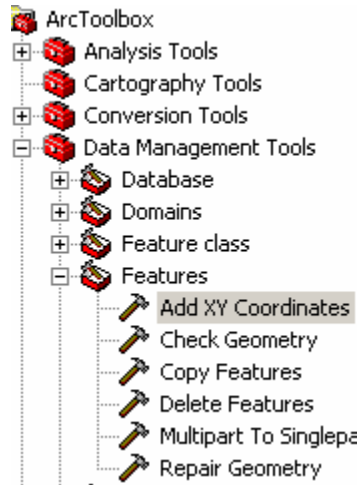 ArcToolbox
Analysis Tools
Cartography Tools
Conversion Tools
Data Management Tools
Database
Domains
Feature class
Features
Add XY Coordinates
Check Geometry
Copy Features
Delete Features
Multipart To Singlepa
Repair Geometry